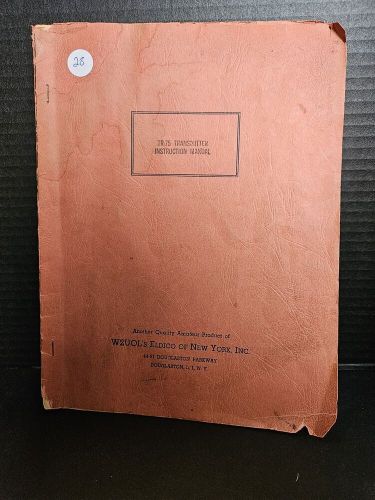 28
TR-75 TRANSMITTER
INSTRUCTION MANUAL
Another Quality Amateur Product of
W2UOL'S ELDICO OF NEW YORK, INC.
44-31 DOUGLASTON PARKWAY
DOUGLASTON, L. I., N. Y.